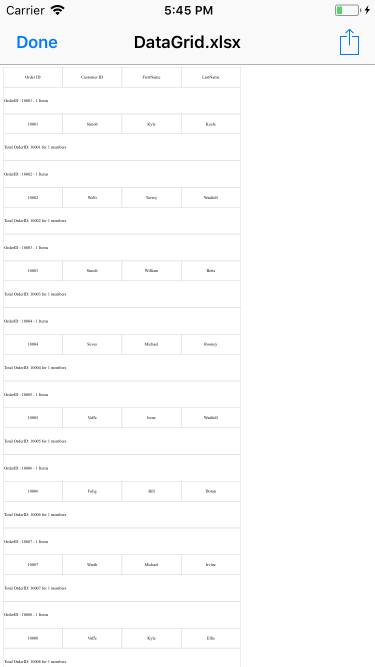 Carrier 5:45 PM
Done DataGrid.xlsx
Order ID Customer ID FirstName LastName
OrderID : 10001 - 1 Items
10001 Simob Kyle Keefe
Total OrderID: 10001 for 1 members
OrderID : 10002 - 1 Items
10002 Welli Torrey Waddell
Total OrderID: 10002 for 1 members
OrderID : 10003 - 1 Items
10003 Simob William Betts
Total OrderID: 10003 for 1 members
OrderID : 10004 - 1 Items
10004 Seves Michael Rooney
Total OrderID: 10004 for 1 members
OrderID : 10005 - 1 Items
10005 Vaffe Irene Waddell
Total OrderID: 10005 for 1 members
OrderID : 10006 - 1 Items
10006 Folig Bill Doran
Total OrderID: 10006 for 1 members
OrderID : 10007 - 1 Items
10007 Warth Michael Irvine
Total OrderID: 10007 for 1 members
OrderID : 10008 - 1 Items
10008 Vaffe Kyle Ellis
Total OrderID: 10008 for 1 members